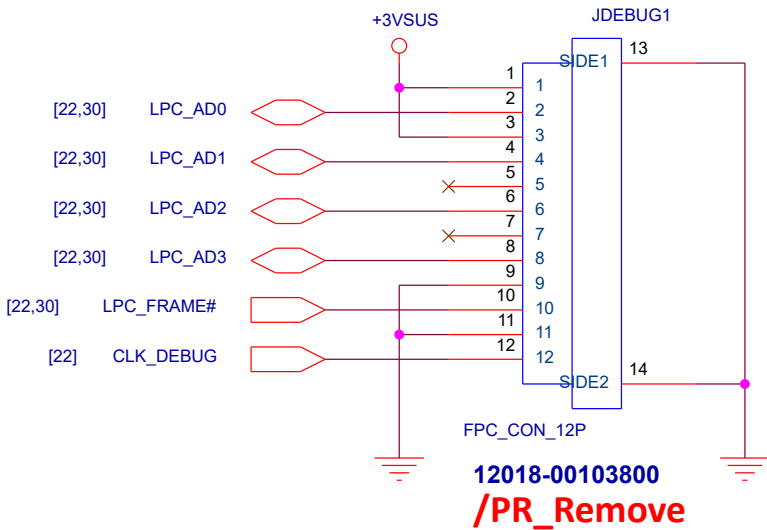 +3VSUS
JDEBUG1
13
SIDE1
1 1
[22,30] LPC_AD0 2 2
3 3
[22,30] LPC_AD1 4 4
5 5
[22,30] LPC_AD2 6 6
7 7
[22,30] LPC_AD3 8 8
9 9
[22,30] LPC_FRAME# 10 10
11 11
[22] CLK_DEBUG 12 12
14
SIDE2
FPC_CON_12P
12018-00103800
/PR_Remove